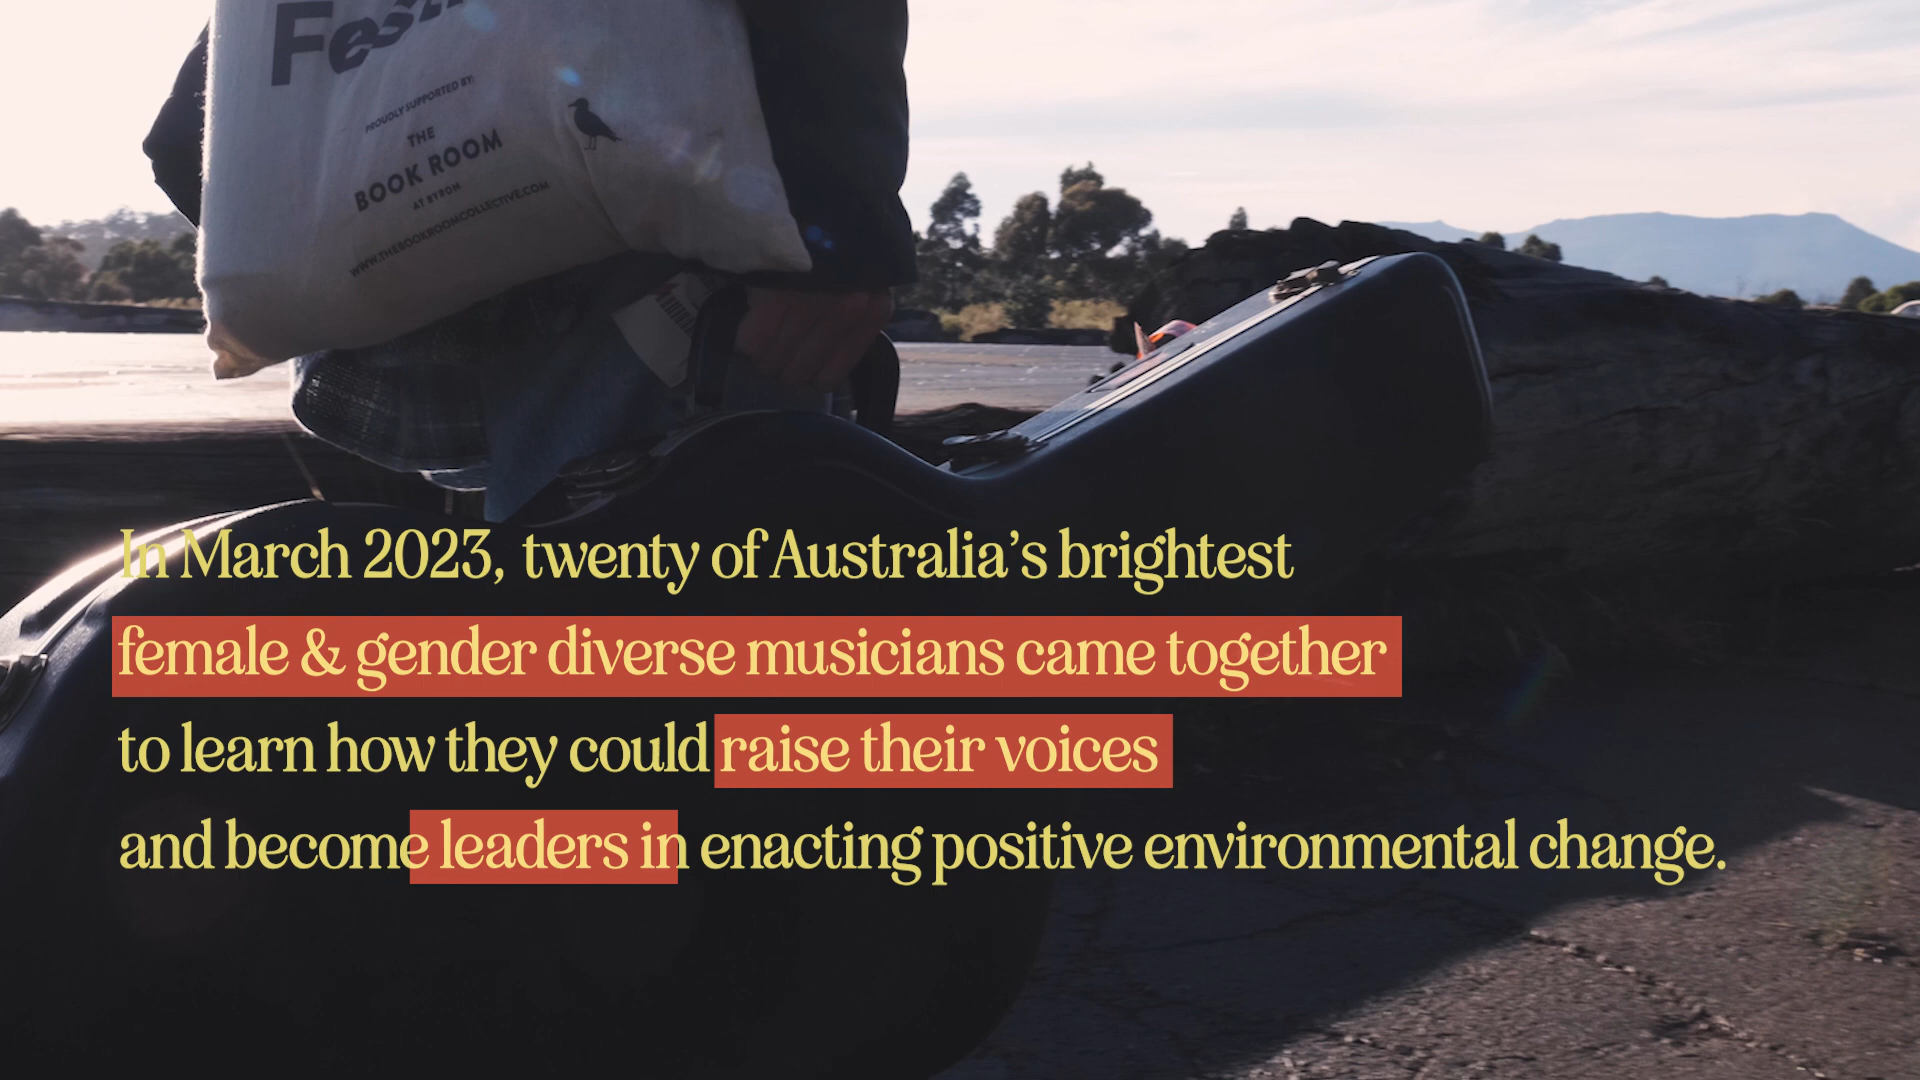 PROUDLY SUPPORTED BY:
THE
BOOK ROOM
AT BYRON
WWW.THEBOOKROOMCOLLECTIVE.COM
In March 2023, twenty of Australia’s brightest
female & gender diverse musicians came together
to learn how they could raise their voices
and become leaders in enacting positive environmental change.